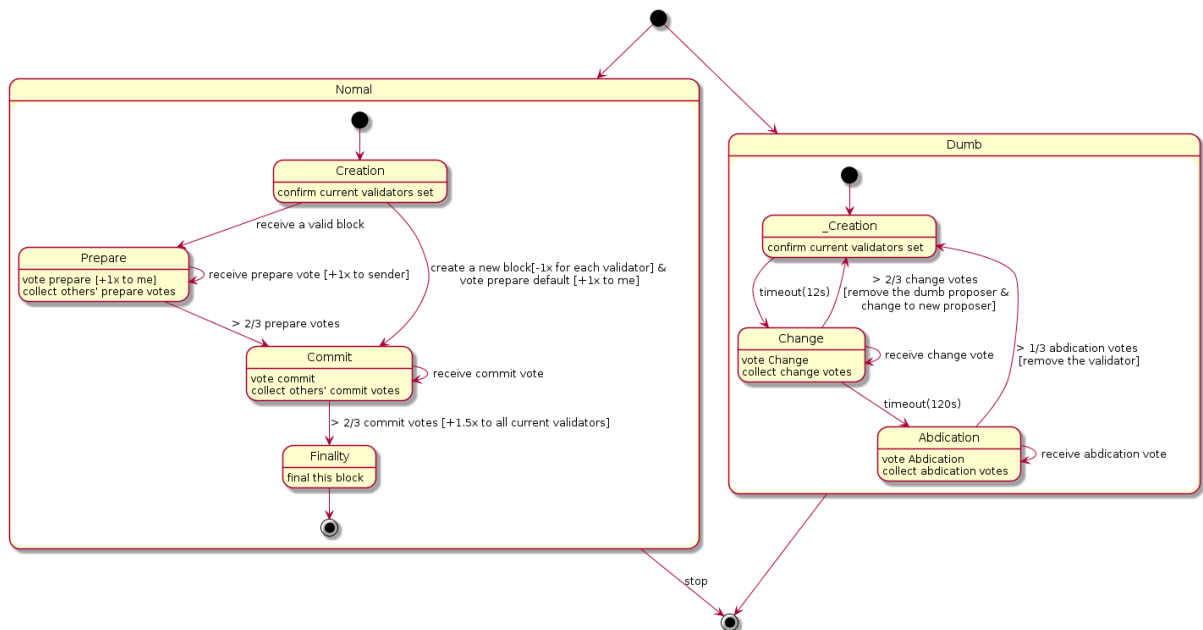 Nomal
Creation
confirm current validators set
receive a valid block
Prepare
vote prepare [+1x to me]
collect others' prepare votes
receive prepare vote [+1x to sender]
create a new block[-1x for each validator] &
vote prepare default [+1x to me]
> 2/3 prepare votes
Commit
vote commit
collect others' commit votes
receive commit vote
> 2/3 commit votes [+1.5x to all current validators]
Finality
final this block
Dumb
_Creation
confirm current validators set
timeout(12s)
> 2/3 change votes
[remove the dumb proposer &
change to new proposer]
Change
vote Change
collect change votes
receive change vote
> 1/3 abdication votes
[remove the validator]
timeout(120s)
Abdication
vote Abdication
collect abdication votes
receive abdication vote
stop